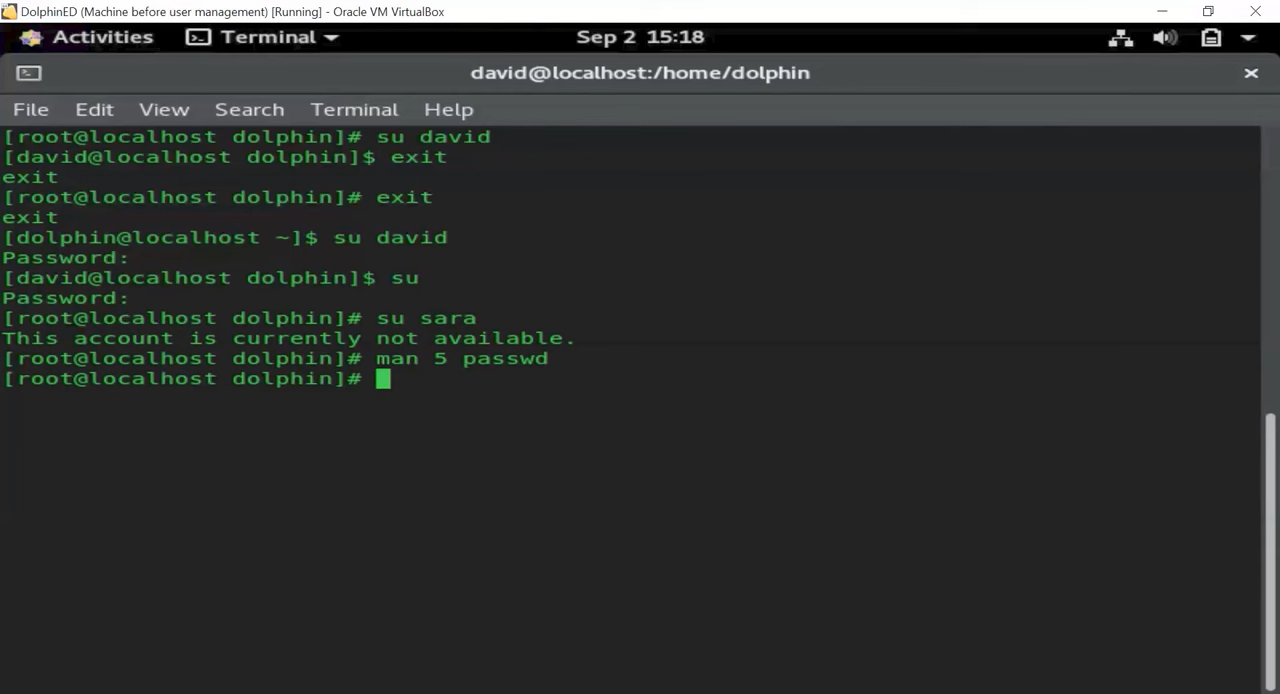 DolphinED (Machine before user management) [Running] - Oracle VM VirtualBox
Activities Terminal Sep 2 15:18
david@localhost:/home/dolphin
File Edit View Search Terminal Help
[root@localhost dolphin]# su david
[david@localhost dolphin]$ exit
exit
[root@localhost dolphin]# exit
exit
[dolphin@localhost ~]$ su david
Password:
[david@localhost dolphin]$ su
Password:
[root@localhost dolphin]# su sara
This account is currently not available.
[root@localhost dolphin]# man 5 passwd
[root@localhost dolphin]#